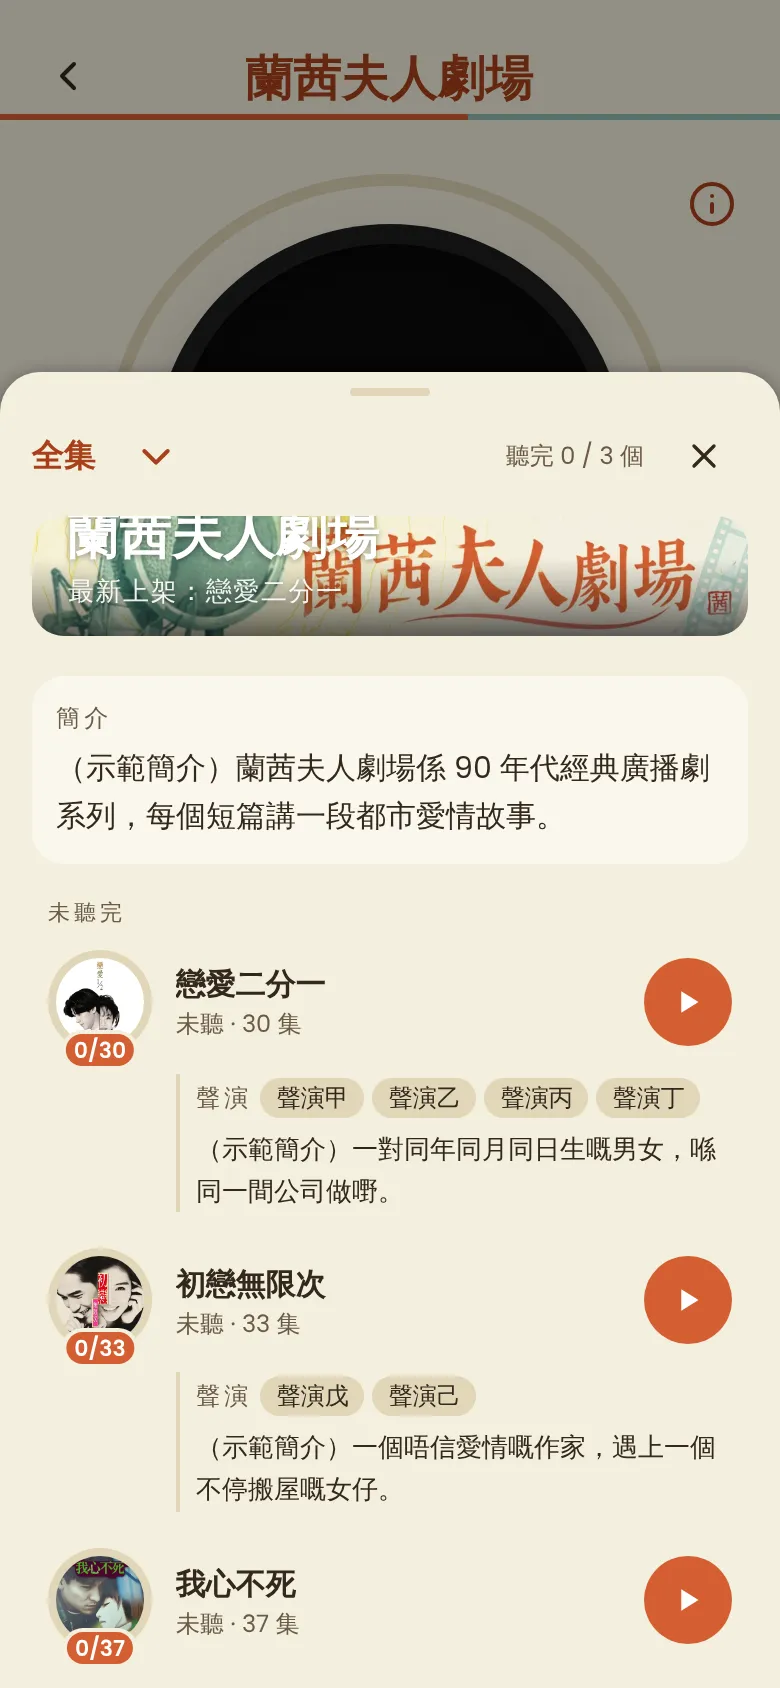 蘭茜夫人劇場
全集
聽完 0 / 3 個
蘭茜夫人劇場
最新上架：戀愛二分一
蘭茜夫人劇場
茜
簡介
（示範簡介）蘭茜夫人劇場係 90 年代經典廣播劇
系列，每個短篇講一段都市愛情故事。
未聽完
戀愛二分一
未聽 · 30 集
0/30
聲演 聲演甲 聲演乙 聲演丙 聲演丁
（示範簡介）一對同年同月同日生嘅男女，喺
同一間公司做嘢。
初戀
初戀無限次
未聽 · 33 集
0/33
聲演 聲演戊 聲演己
（示範簡介）一個唔信愛情嘅作家，遇上一個
不停搬屋嘅女仔。
我心不死
我心不死
未聽 · 37 集
0/37